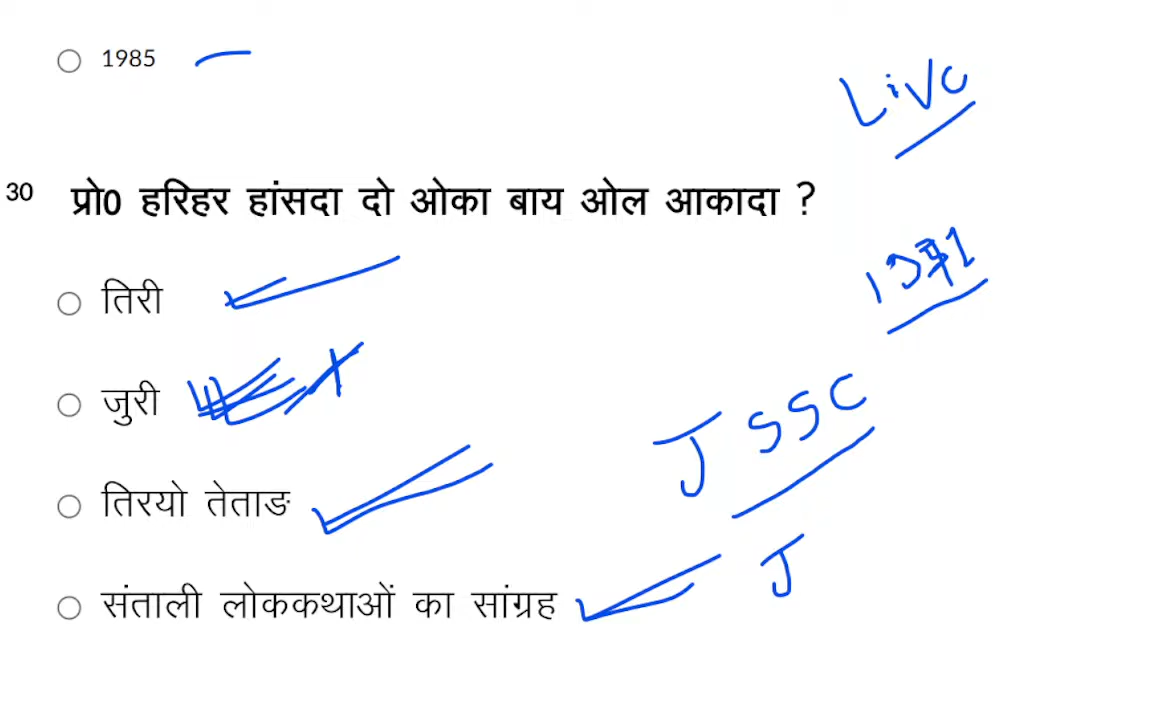 1985
Live
30 प्रो0 हरिहर हांसदा दो ओका बाय ओल आकादा ?
तिरी
जुरी
JSSC
तिरयो तेताङ
J
संताली लोककथाओं का सांग्रह